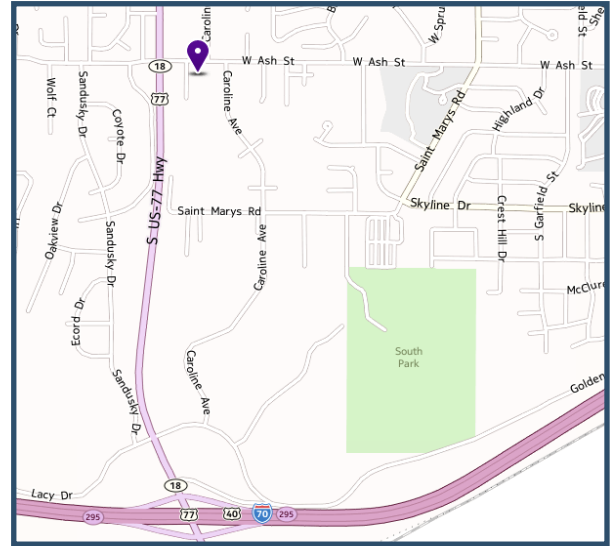 Caroline
W Spru
W Ash St
W Ash St
W Ash St
18
77
Wolf Ct
Sandusky Dr
Coyote Dr
Caroline Ave
Saint Marys Rd
Highland Dr
S US-77 Hwy
Oakview Dr
Sandusky Dr
Saint Marys Rd
Skyline Dr
Skyline
Crest Hill Dr
S Garfield St
Caroline Ave
McClure
Ecord Dr
South
Park
Caroline Ave
Sandusky Dr
Golden
18
Lacy Dr
295
77
40
70
295